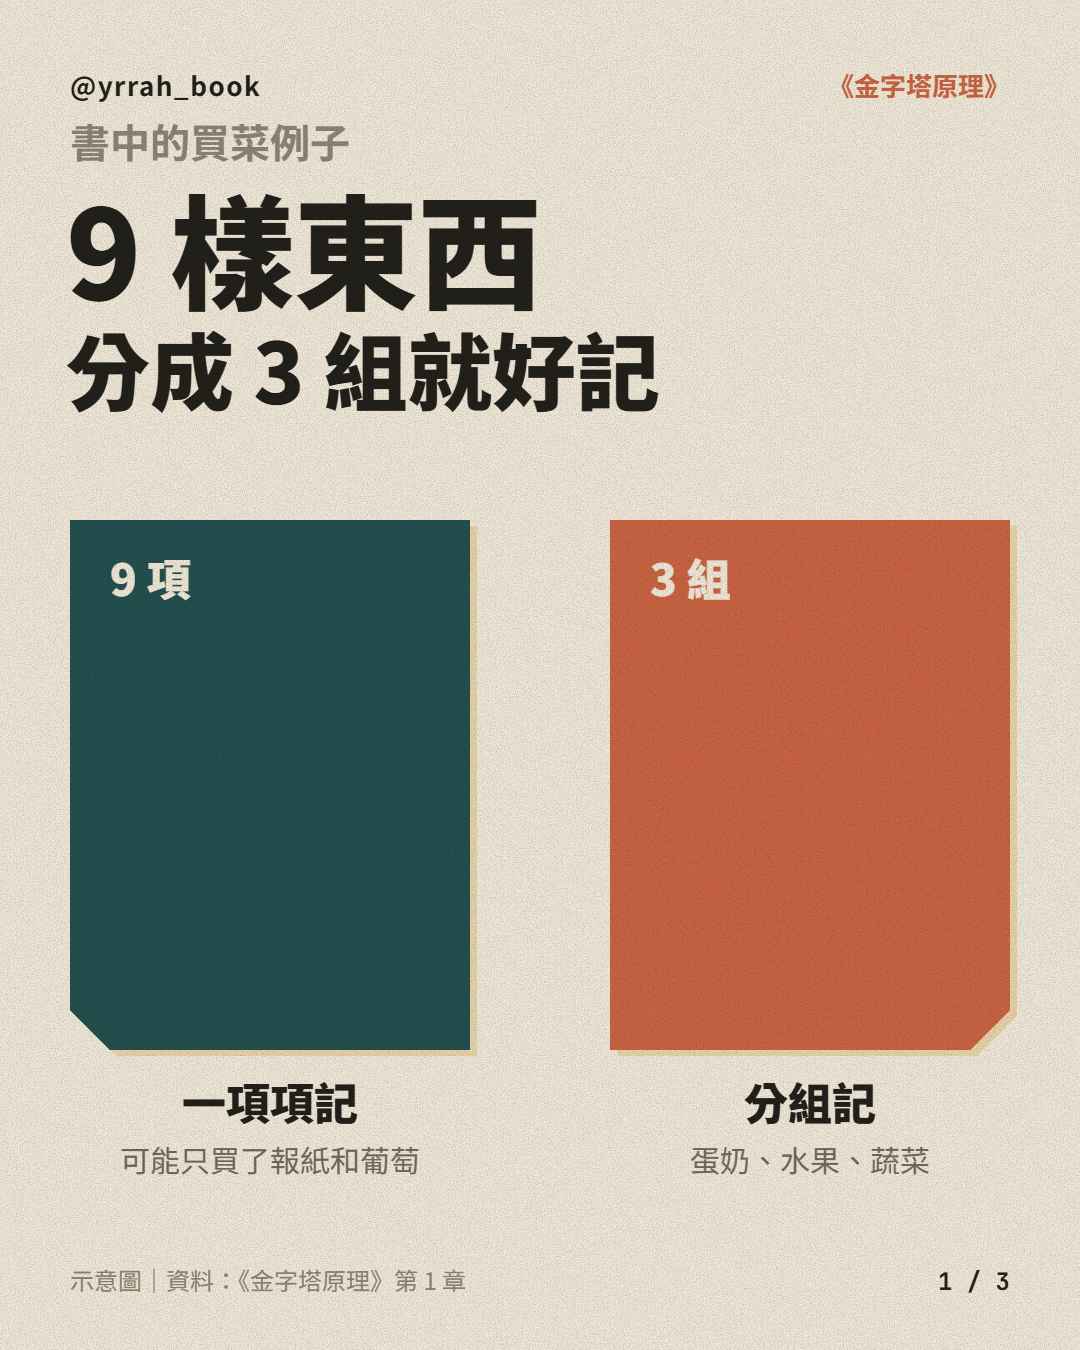 @yrrah_book
《金字塔原理》
書中的買菜例子
9 樣東西
分成 3 組就好記
9 項
3 組
一項項記
可能只買了報紙和葡萄
分組記
蛋奶、水果、蔬菜
示意圖｜資料：《金字塔原理》第 1 章
1 / 3